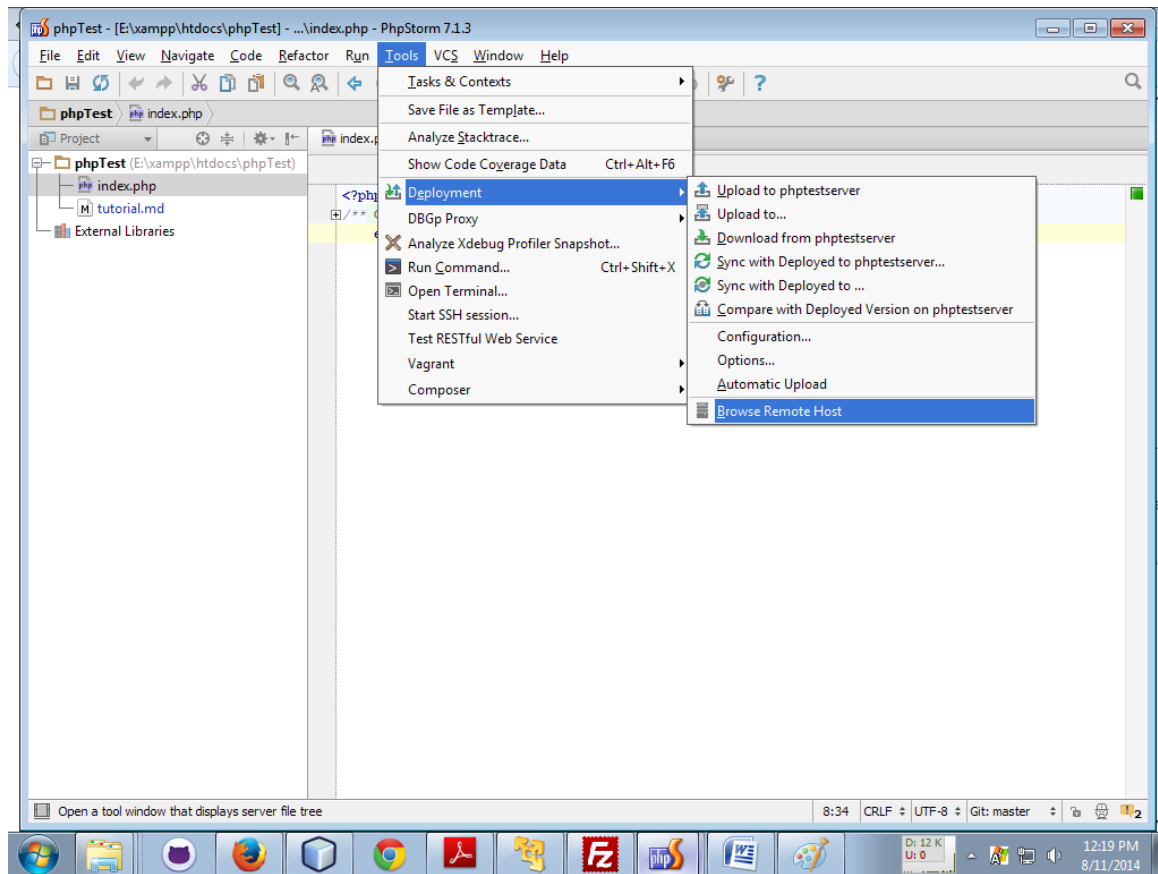 phpTest - [E:\xampp\htdocs\phpTest] - ...\index.php - PhpStorm 7.1.3
File Edit View Navigate Code Refactor Run Tools VCS Window Help
phpTest index.php
Project
index.p
phpTest (E:\xampp\htdocs\phpTest)
index.php
tutorial.md
External Libraries
<?php
/**
e
Tasks & Contexts
Save File as Template...
Analyze Stacktrace...
Show Code Coverage Data Ctrl+Alt+F6
Deployment
DBGp Proxy
Analyze Xdebug Profiler Snapshot...
Run Command... Ctrl+Shift+X
Open Terminal...
Start SSH session...
Test RESTful Web Service
Vagrant
Composer
Upload to phptestserver
Upload to...
Download from phptestserver
Sync with Deployed to phptestserver...
Sync with Deployed to ...
Compare with Deployed Version on phptestserver
Configuration...
Options...
Automatic Upload
Browse Remote Host
Open a tool window that displays server file tree
8:34 CRLF UTF-8 Git: master 2
D: 12 K
U: 0
12:19 PM
8/11/2014